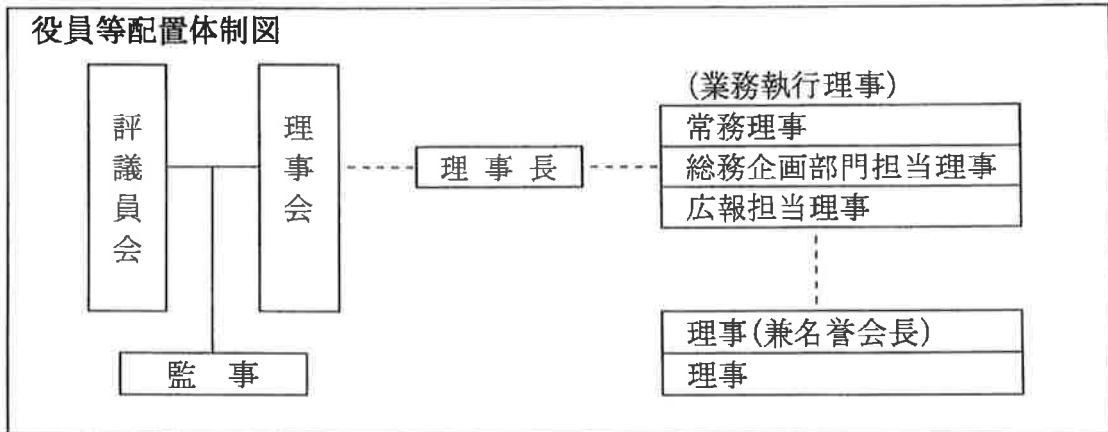 役員等配置体制図
評議員会
理事会
理事長
(業務執行理事)
常務理事
総務企画部門担当理事
広報担当理事
理事(兼名誉会長)
理事
監 事